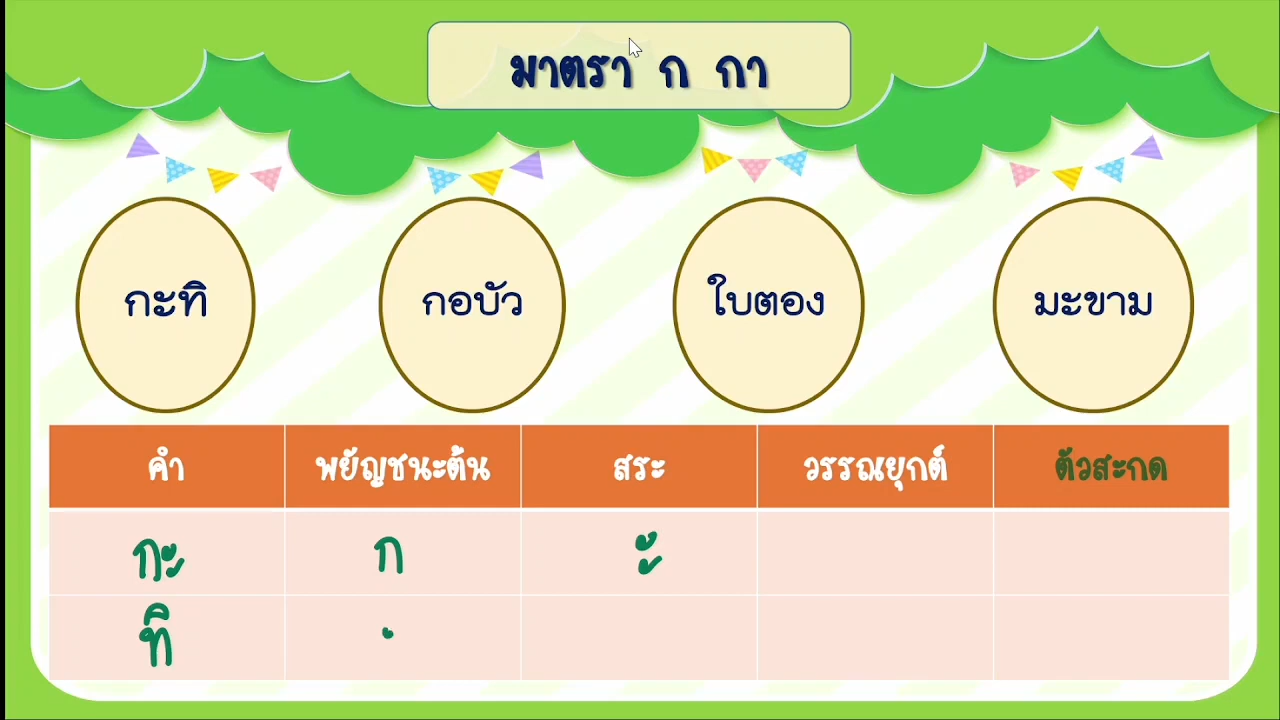 มาตรา ก กา
กะทิ กอบัว ใบตอง มะขาม
คำ พยัญชนะต้น สระ วรรณยุกต์ ตัวสะกด
กะ ก ะ
ทิ